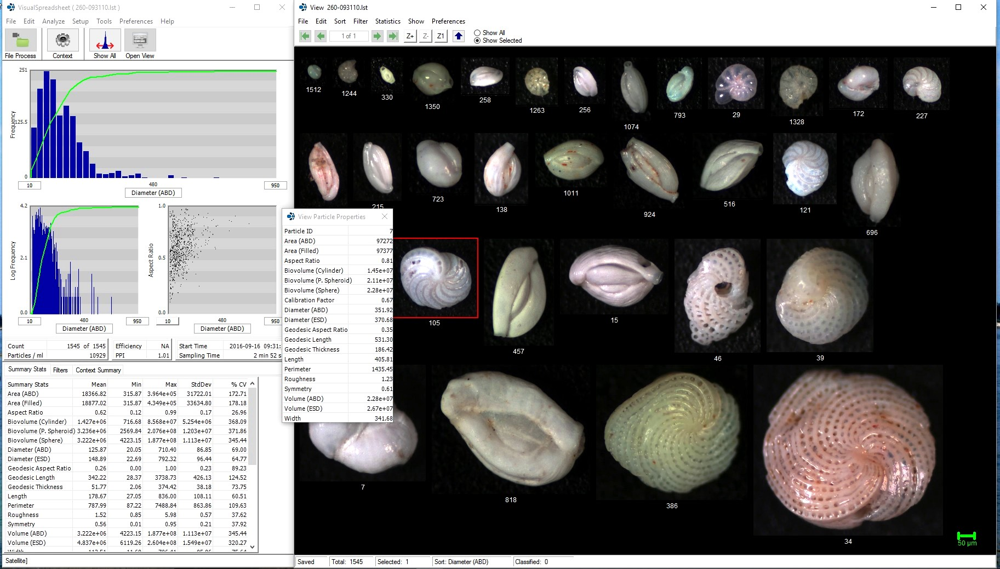 VisualSpreadsheet ( 260-093110.lst )
File Edit Analyze Setup Tools Preferences Help
File Process Context Show All Open View
251
Frequency
125.5
0
10 480 950
Diameter (ABD)
4.2
Log Frequency
2.1
0.0
10 480 950
Diameter (ABD)
1.0
Aspect Ratio
0.5
0.0
10 480 950
Diameter (ABD)
Count 1545 of 1545 Efficiency NA Start Time 2016-09-16 09:31:
Particles / ml 10929 PPI 1.01 Sampling Time 2 min 52 s
Summary Stats Filters Context Summary
Summary Stats Mean Min Max StdDev % CV
Area (ABD) 18366.82 315.87 3.964e+05 31722.01 172.71
Area (Filled) 18877.02 315.87 4.349e+05 33634.80 178.18
Aspect Ratio 0.62 0.12 0.99 0.17 26.96
Biovolume (Cylinder) 1.427e+06 716.68 8.568e+07 5.254e+06 368.09
Biovolume (P. Spheroid) 3.236e+06 2569.84 2.076e+08 1.203e+07 371.86
Biovolume (Sphere) 3.222e+06 4223.15 1.877e+08 1.113e+07 345.44
Diameter (ABD) 125.87 20.05 710.40 86.85 69.00
Diameter (ESD) 148.89 22.69 792.32 96.44 64.77
Geodesic Aspect Ratio 0.26 0.00 1.00 0.23 89.23
Geodesic Length 342.22 28.37 3738.73 426.13 124.52
Geodesic Thickness 51.77 2.06 374.42 38.18 73.75
Length 178.67 27.05 836.00 108.11 60.51
Perimeter 787.99 87.22 7488.84 863.86 109.63
Roughness 1.52 0.85 5.98 0.57 37.62
Symmetry 0.56 0.01 0.95 0.21 37.92
Volume (ABD) 3.222e+06 4223.15 1.877e+08 1.113e+07 345.44
Volume (ESD) 4.837e+06 6119.26 2.604e+08 1.549e+07 320.27
Satellite]
View 260-093110.lst
File Edit Sort Filter Statistics Show Preferences
1 of 1 Z+ Z- Z1
Show All
Show Selected
1512 1244 330 1350 258 1263 256 1074 793 29 1328 172 227
215 723 138 1011 924 516 121 696
105 457 15 46 39
7 818 386 34
50 µm
View Particle Properties
Particle ID 7
Area (ABD) 97272
Area (Filled) 97377
Aspect Ratio 0.81
Biovolume (Cylinder) 1.45e+07
Biovolume (P. Spheroid) 2.11e+07
Biovolume (Sphere) 2.28e+07
Calibration Factor 0.67
Diameter (ABD) 351.92
Diameter (ESD) 370.68
Geodesic Aspect Ratio 0.35
Geodesic Length 531.30
Geodesic Thickness 186.42
Length 405.81
Perimeter 1435.45
Roughness 1.23
Symmetry 0.61
Volume (ABD) 2.28e+07
Volume (ESD) 2.67e+07
Width 341.68
Saved Total: 1545 Selected: 1 Sort: Diameter (ABD) Classified: 0